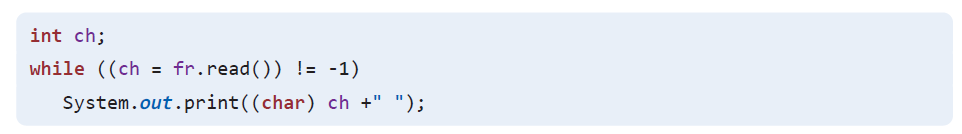 int ch;
while ((ch = fr.read()) != -1)
System.out.print((char) ch +" ");